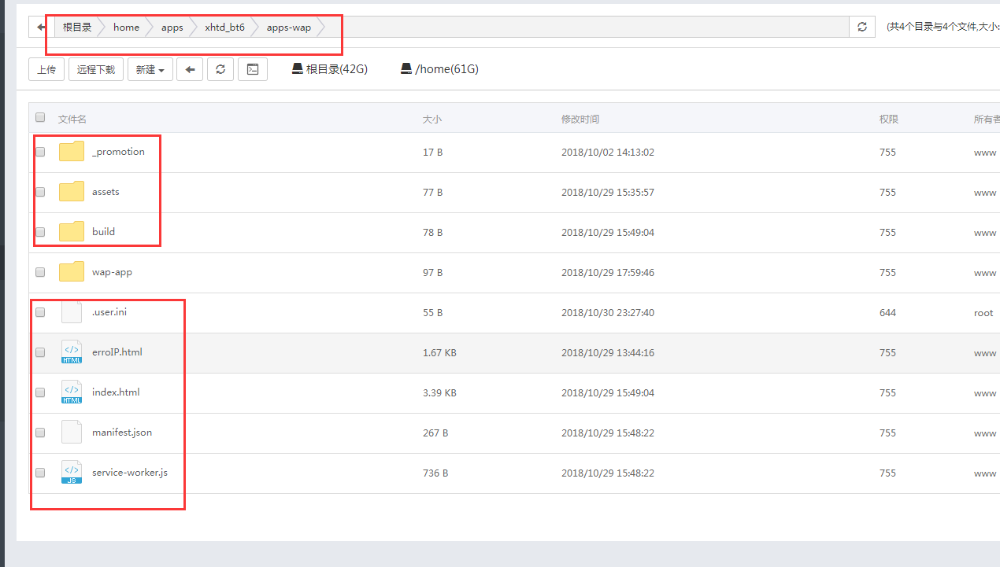 根目录 home apps xhtd_bt6 apps-wap (共4个目录与4个文件,大小:
上传 远程下载 新建 根目录(42G) /home(61G)
文件名 大小 修改时间 权限 所有者
_promotion 17 B 2018/10/02 14:13:02 755 www
assets 77 B 2018/10/29 15:35:57 755 www
build 78 B 2018/10/29 15:49:04 755 www
wap-app 97 B 2018/10/29 17:59:46 755 www
.user.ini 55 B 2018/10/30 23:27:40 644 root
</> HTML erroIP.html 1.67 KB 2018/10/29 13:44:16 755 www
</> HTML index.html 3.39 KB 2018/10/29 15:49:04 755 www
manifest.json 267 B 2018/10/29 15:48:22 755 www
</> JS service-worker.js 736 B 2018/10/29 15:48:22 755 www